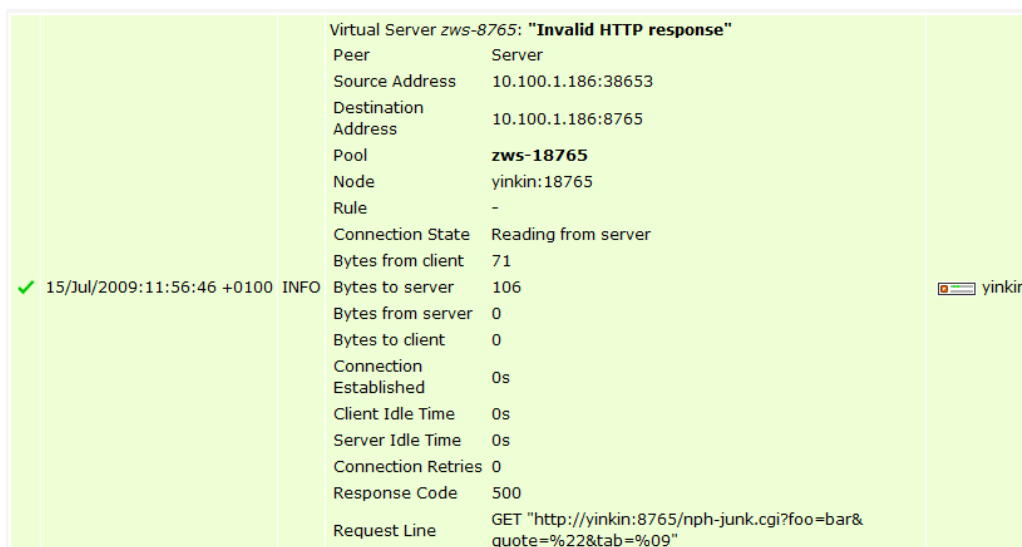 Virtual Server zws-8765: "Invalid HTTP response"
Peer Server
Source Address 10.100.1.186:38653
Destination
Address 10.100.1.186:8765
Pool zws-18765
Node yinkin:18765
Rule -
Connection State Reading from server
Bytes from client 71
15/Jul/2009:11:56:46 +0100 INFO Bytes to server 106 yinkin
Bytes from server 0
Bytes to client 0
Connection
Established 0s
Client Idle Time 0s
Server Idle Time 0s
Connection Retries 0
Response Code 500
Request Line GET "http://yinkin:8765/nph-junk.cgi?foo=bar&
quote=%22&tab=%09"